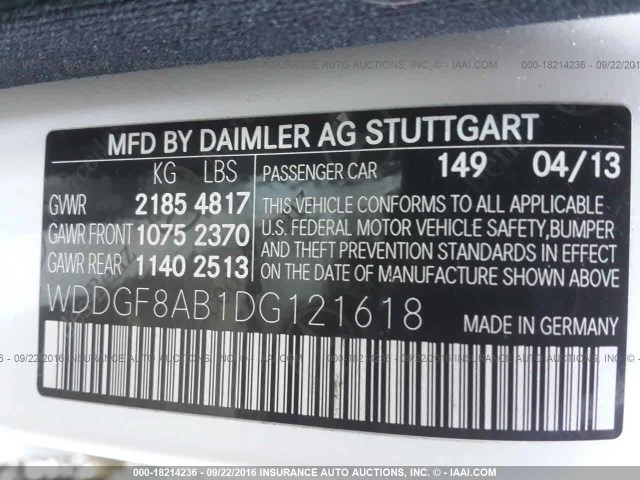 000-18214236 - 09/22/2016 INSURANCE AUTO AUCTIONS, INC. - © IAAI.COM
MFD BY DAIMLER AG STUTTGART
KG LBS
PASSENGER CAR 149 04/13
GVWR 2185 4817
GAWR FRONT 1075 2370
GAWR REAR 1140 2513
THIS VEHICLE CONFORMS TO ALL APPLICABLE
U.S. FEDERAL MOTOR VEHICLE SAFETY, BUMPER
AND THEFT PREVENTION STANDARDS IN EFFECT
ON THE DATE OF MANUFACTURE SHOWN ABOVE
WDDGF8AB1DG121618
MADE IN GERMANY
000-18214236 - 09/22/2016 INSURANCE AUTO AUCTIONS, INC. - © IAAI.COM